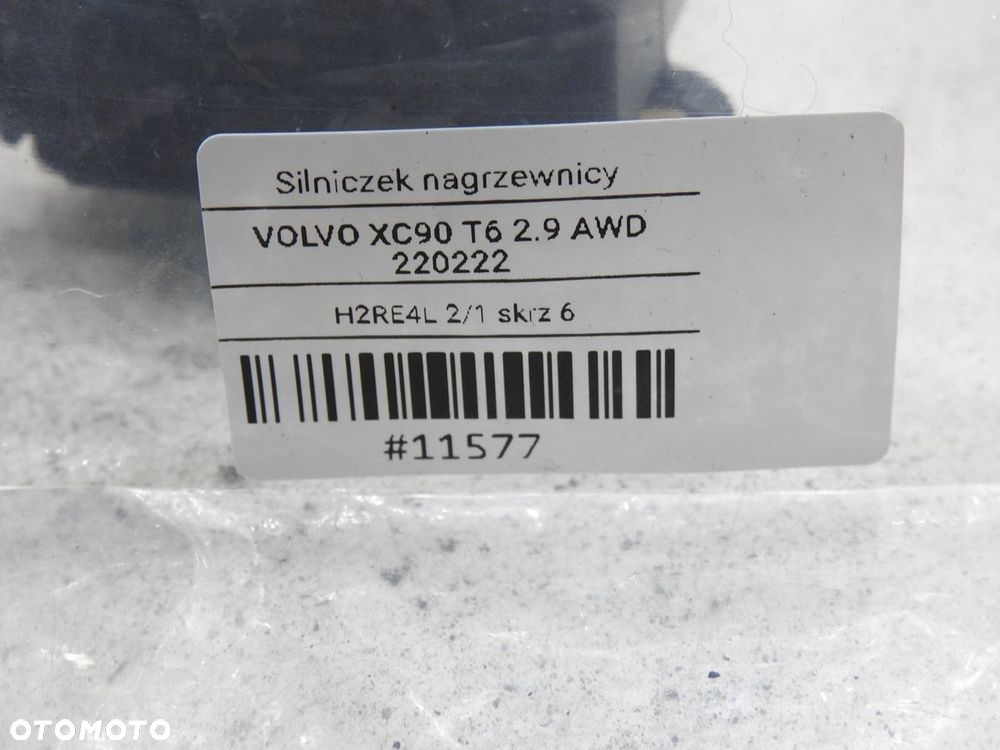 Silniczek nagrzewnicy
VOLVO XC90 T6 2.9 AWD
220222
H2RE4L 2/1 skrz 6
#11577
OTOMOTO